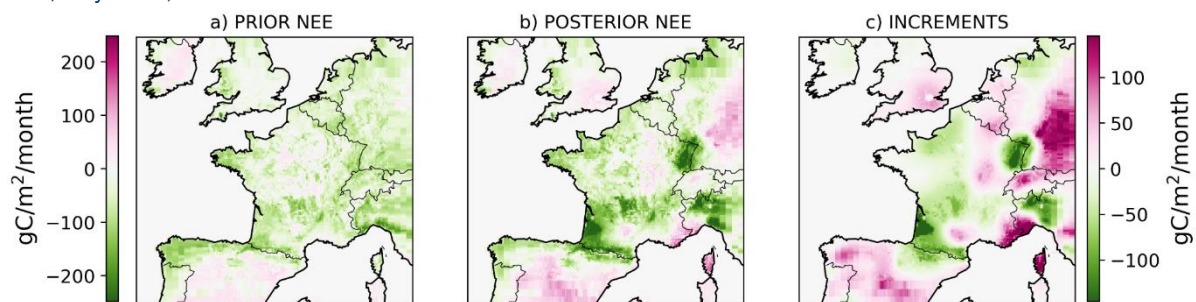 a) PRIOR NEE
b) POSTERIOR NEE
c) INCREMENTS
gC/m²/month
200
100
0
−100
−200
100
50
0
−50
−100
gC/m²/month